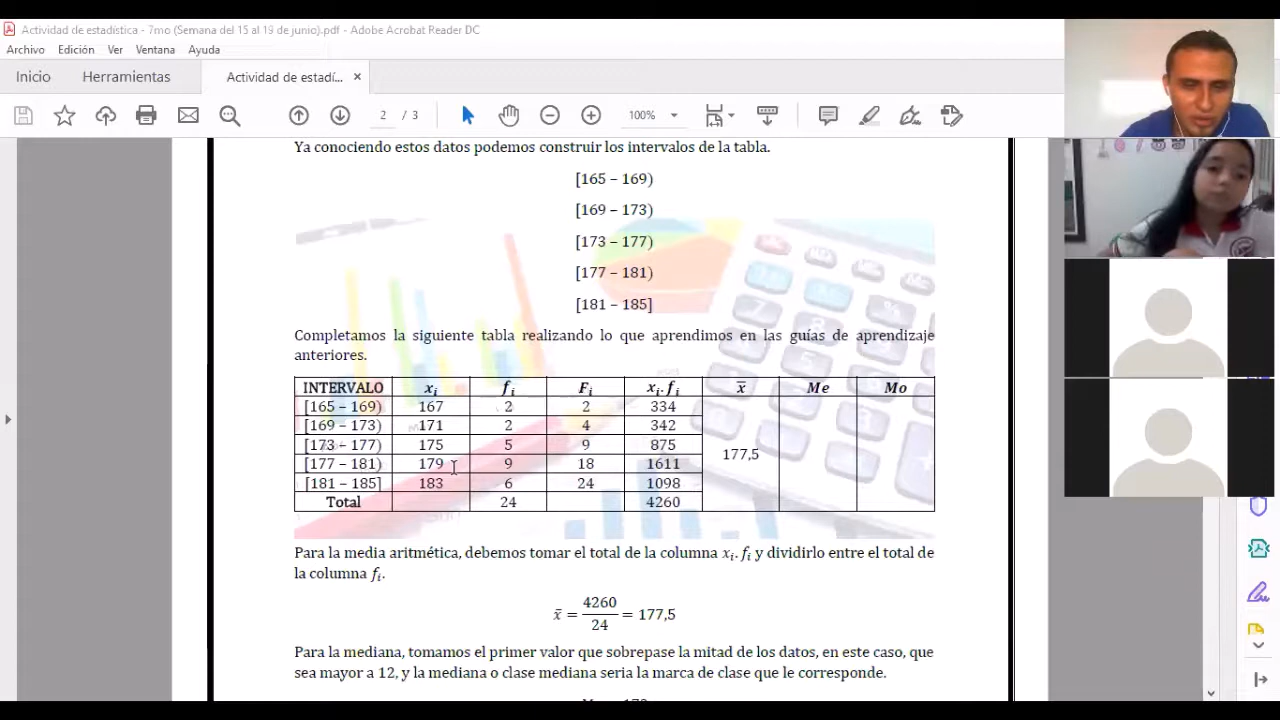 Actividad de estadística - 7mo (Semana del 15 al 19 de junio).pdf - Adobe Acrobat Reader DC
Archivo Edición Ver Ventana Ayuda
Inicio Herramientas Actividad de estadí... ×
2 / 3 100%
Ya conociendo estos datos podemos construir los intervalos de la tabla.
[165 – 169)
[169 – 173)
[173 – 177)
[177 – 181)
[181 – 185]
Completamos la siguiente tabla realizando lo que aprendimos en las guías de aprendizaje
anteriores.
INTERVALO xᵢ fᵢ Fᵢ xᵢ.fᵢ x̄ Me Mo
[165 – 169) 167 2 2 334
[169 – 173) 171 2 4 342
[173 – 177) 175 5 9 875
177,5
[177 – 181) 179 9 18 1611
[181 – 185] 183 6 24 1098
Total 24 4260
Para la media aritmética, debemos tomar el total de la columna xᵢ.fᵢ y dividirlo entre el total de
la columna fᵢ.
x̄ = 4260/24 = 177,5
Para la mediana, tomamos el primer valor que sobrepase la mitad de los datos, en este caso, que
sea mayor a 12, y la mediana o clase mediana seria la marca de clase que le corresponde.